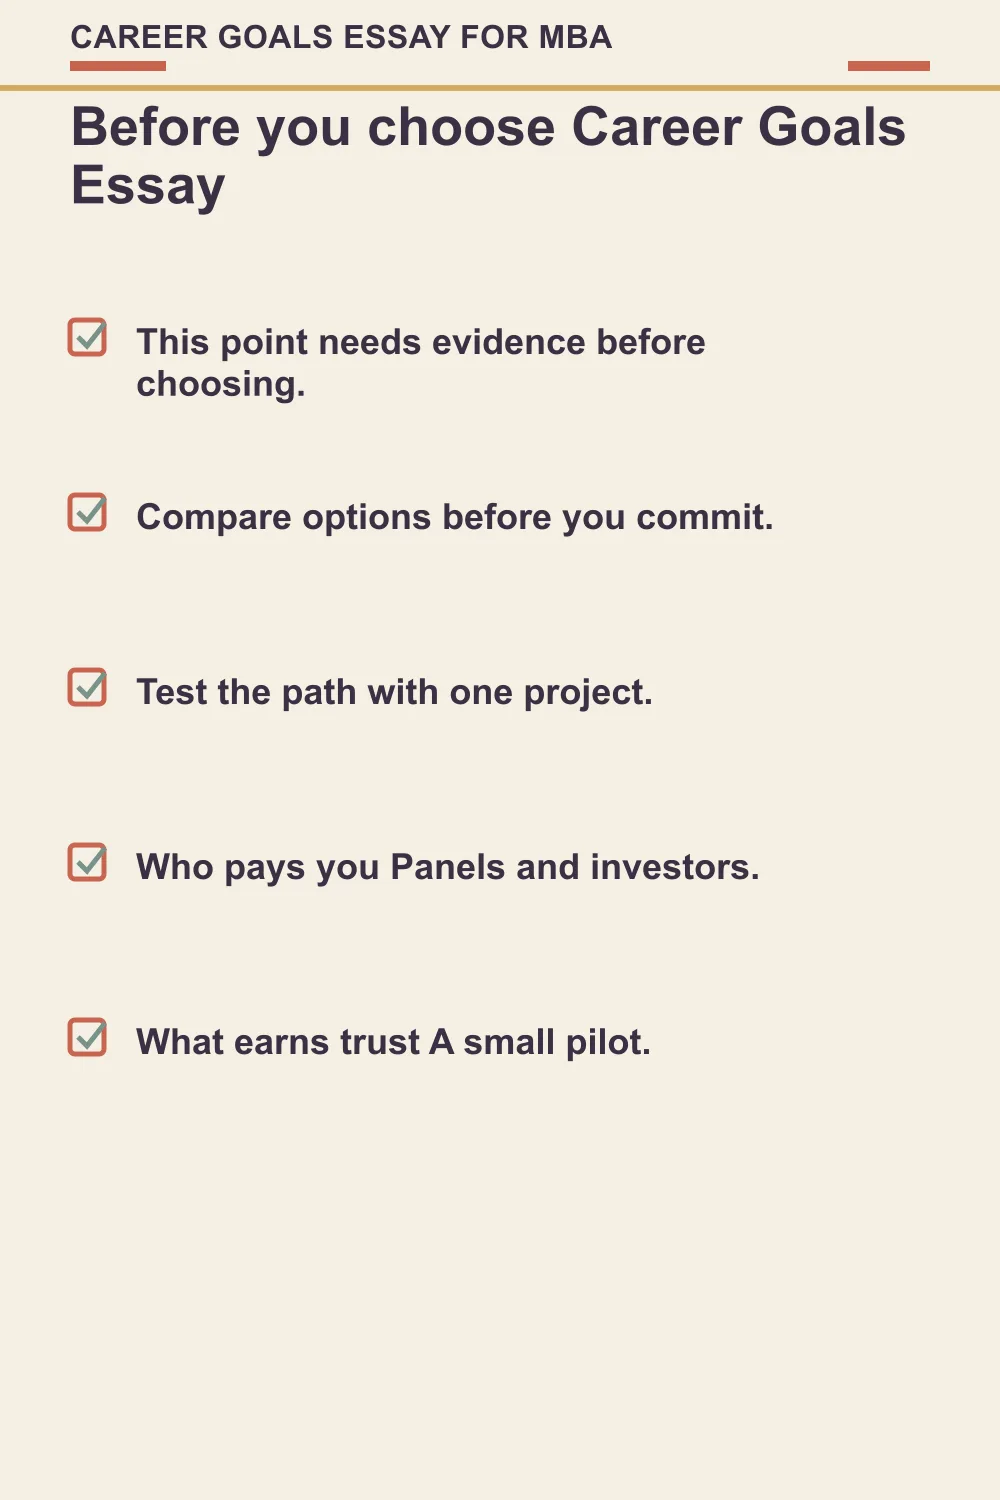 CAREER GOALS ESSAY FOR MBA
Before you choose Career Goals
Essay
This point needs evidence before
choosing.
Compare options before you commit.
Test the path with one project.
Who pays you Panels and investors.
What earns trust A small pilot.